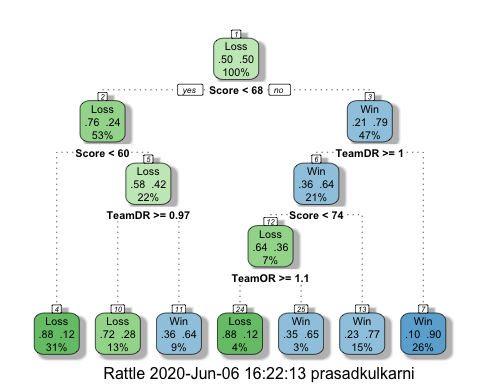 1
Loss
.50 .50
100%
yes Score < 68 no
2
Loss
.76 .24
53%
3
Win
.21 .79
47%
Score < 60
TeamDR >= 1
5
Loss
.58 .42
22%
6
Win
.36 .64
21%
TeamDR >= 0.97
Score < 74
12
Loss
.64 .36
7%
TeamOR >= 1.1
4
Loss
.88 .12
31%
10
Loss
.72 .28
13%
11
Win
.36 .64
9%
24
Loss
.88 .12
4%
25
Win
.35 .65
3%
13
Win
.23 .77
15%
7
Win
.10 .90
26%
Rattle 2020-Jun-06 16:22:13 prasadkulkarni